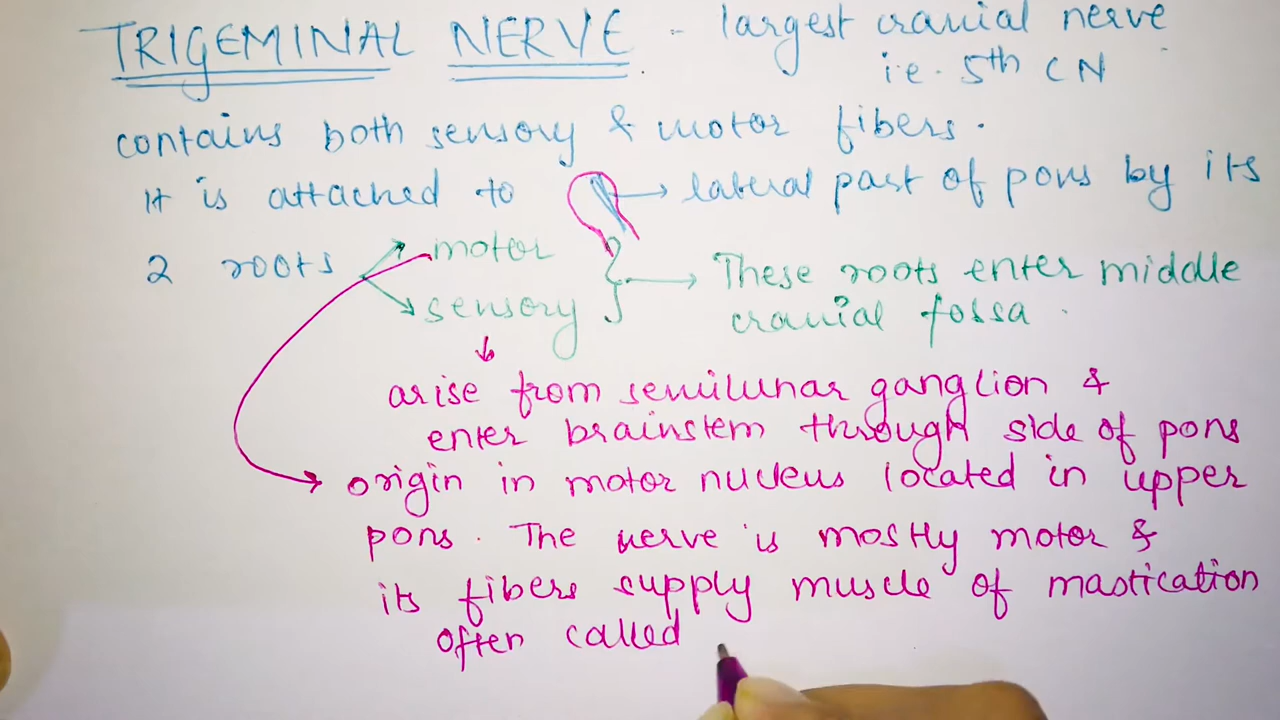 TRIGEMINAL NERVE - largest cranial nerve
i.e. 5th CN
contains both sensory & motor fibers.
It is attached to → lateral part of pons by its
2 roots motor
sensory
These roots enter middle
cranial fossa.
arise from semilunar ganglion &
enter brainstem through side of pons
origin in motor nucleus located in upper
pons. The nerve is mostly motor &
its fibers supply muscle of mastication
often called